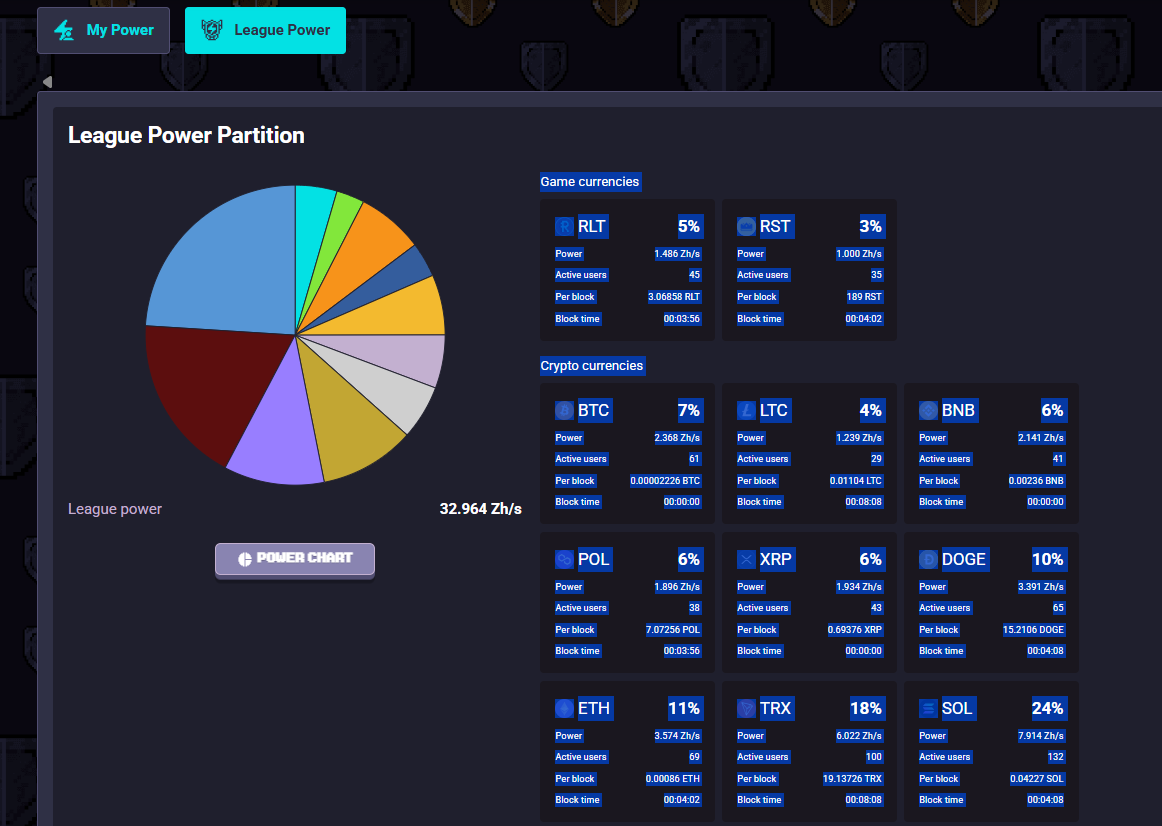 My Power
League Power
League Power Partition
League power 32.964 Zh/s
POWER CHART
Game currencies
RLT 5%
Power 1.486 Zh/s
Active users 45
Per block 3.06858 RLT
Block time 00:03:56
RST 3%
Power 1.000 Zh/s
Active users 35
Per block 189 RST
Block time 00:04:02
Crypto currencies
BTC 7%
Power 2.368 Zh/s
Active users 61
Per block 0.00002226 BTC
Block time 00:00:00
LTC 4%
Power 1.239 Zh/s
Active users 29
Per block 0.01104 LTC
Block time 00:08:08
BNB 6%
Power 2.141 Zh/s
Active users 41
Per block 0.00236 BNB
Block time 00:00:00
POL 6%
Power 1.896 Zh/s
Active users 38
Per block 7.07256 POL
Block time 00:03:56
XRP 6%
Power 1.934 Zh/s
Active users 43
Per block 0.69376 XRP
Block time 00:00:00
DOGE 10%
Power 3.391 Zh/s
Active users 65
Per block 15.2106 DOGE
Block time 00:04:08
ETH 11%
Power 3.574 Zh/s
Active users 69
Per block 0.00086 ETH
Block time 00:04:02
TRX 18%
Power 6.022 Zh/s
Active users 100
Per block 19.13726 TRX
Block time 00:08:08
SOL 24%
Power 7.914 Zh/s
Active users 132
Per block 0.04227 SOL
Block time 00:04:08